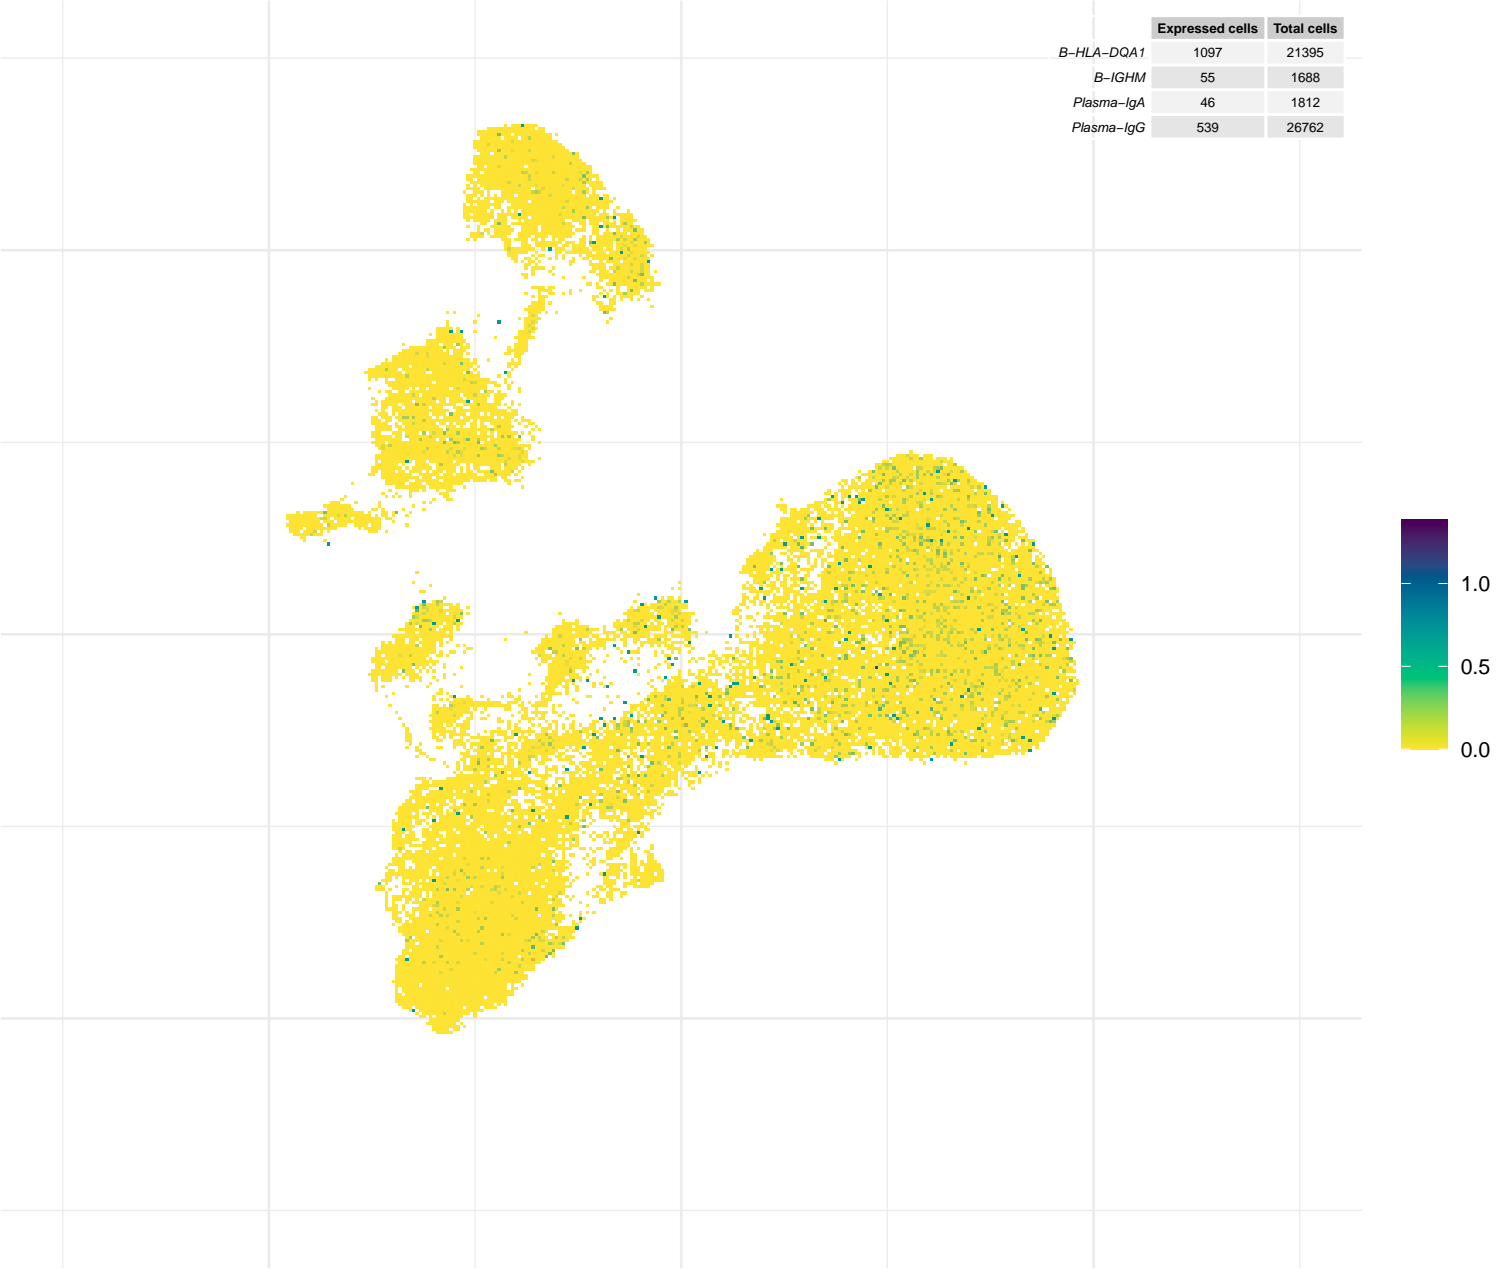 Expressed cells Total cells
B−HLA−DQA1 1097 21395
B−IGHM 55 1688
Plasma−IgA 46 1812
Plasma−IgG 539 26762
1.0
0.5
0.0